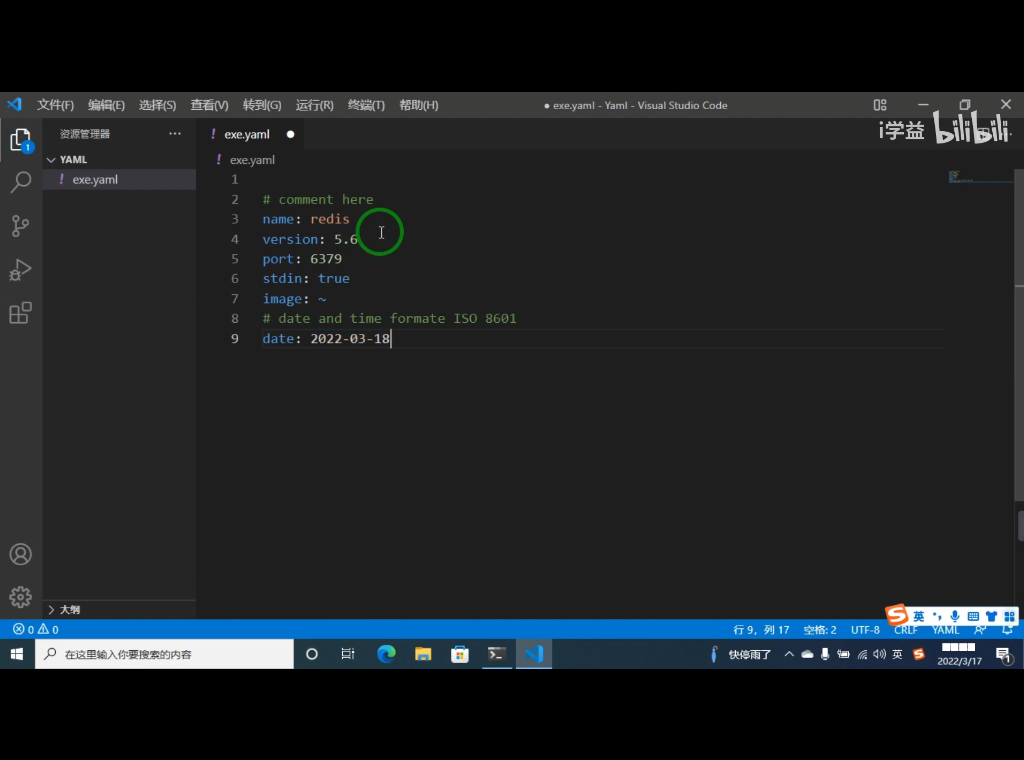 文件(F) 编辑(E) 选择(S) 查看(V) 转到(G) 运行(R) 终端(T) 帮助(H) ● exe.yaml - Yaml - Visual Studio Code
i学益 bilibili
资源管理器 ···
! exe.yaml ●
YAML
! exe.yaml
! exe.yaml
1
2 # comment here
3 name: redis
4 version: 5.6
5 port: 6379
6 stdin: true
7 image: ~
8 # date and time formate ISO 8601
9 date: 2022-03-18
1
大纲
英
0 0 行 9，列 17 空格: 2 UTF-8 CRLF YAML
在这里输入你要搜索的内容 快停雨了 英 2022/3/17 1